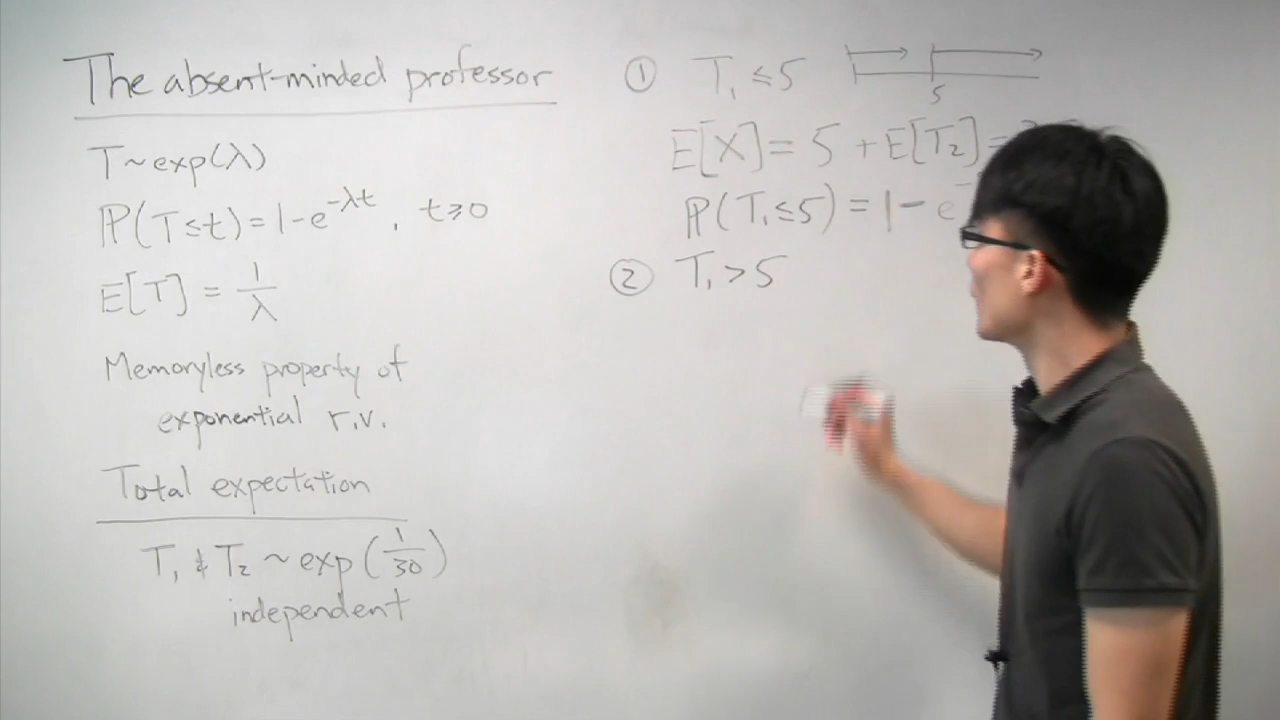 The absent-minded professor
T~exp(λ)
ℙ(T≤t)=1-e^{-λt}, t≥0
E[T] = 1/λ
Memoryless property of
exponential r.v.
Total expectation
T₁ & T₂ ~ exp(1/30)
independent
① T₁ ≤ 5
5
E[X] = 5 + E[T₂] =
ℙ(T₁≤5) = 1-e
② T₁ > 5